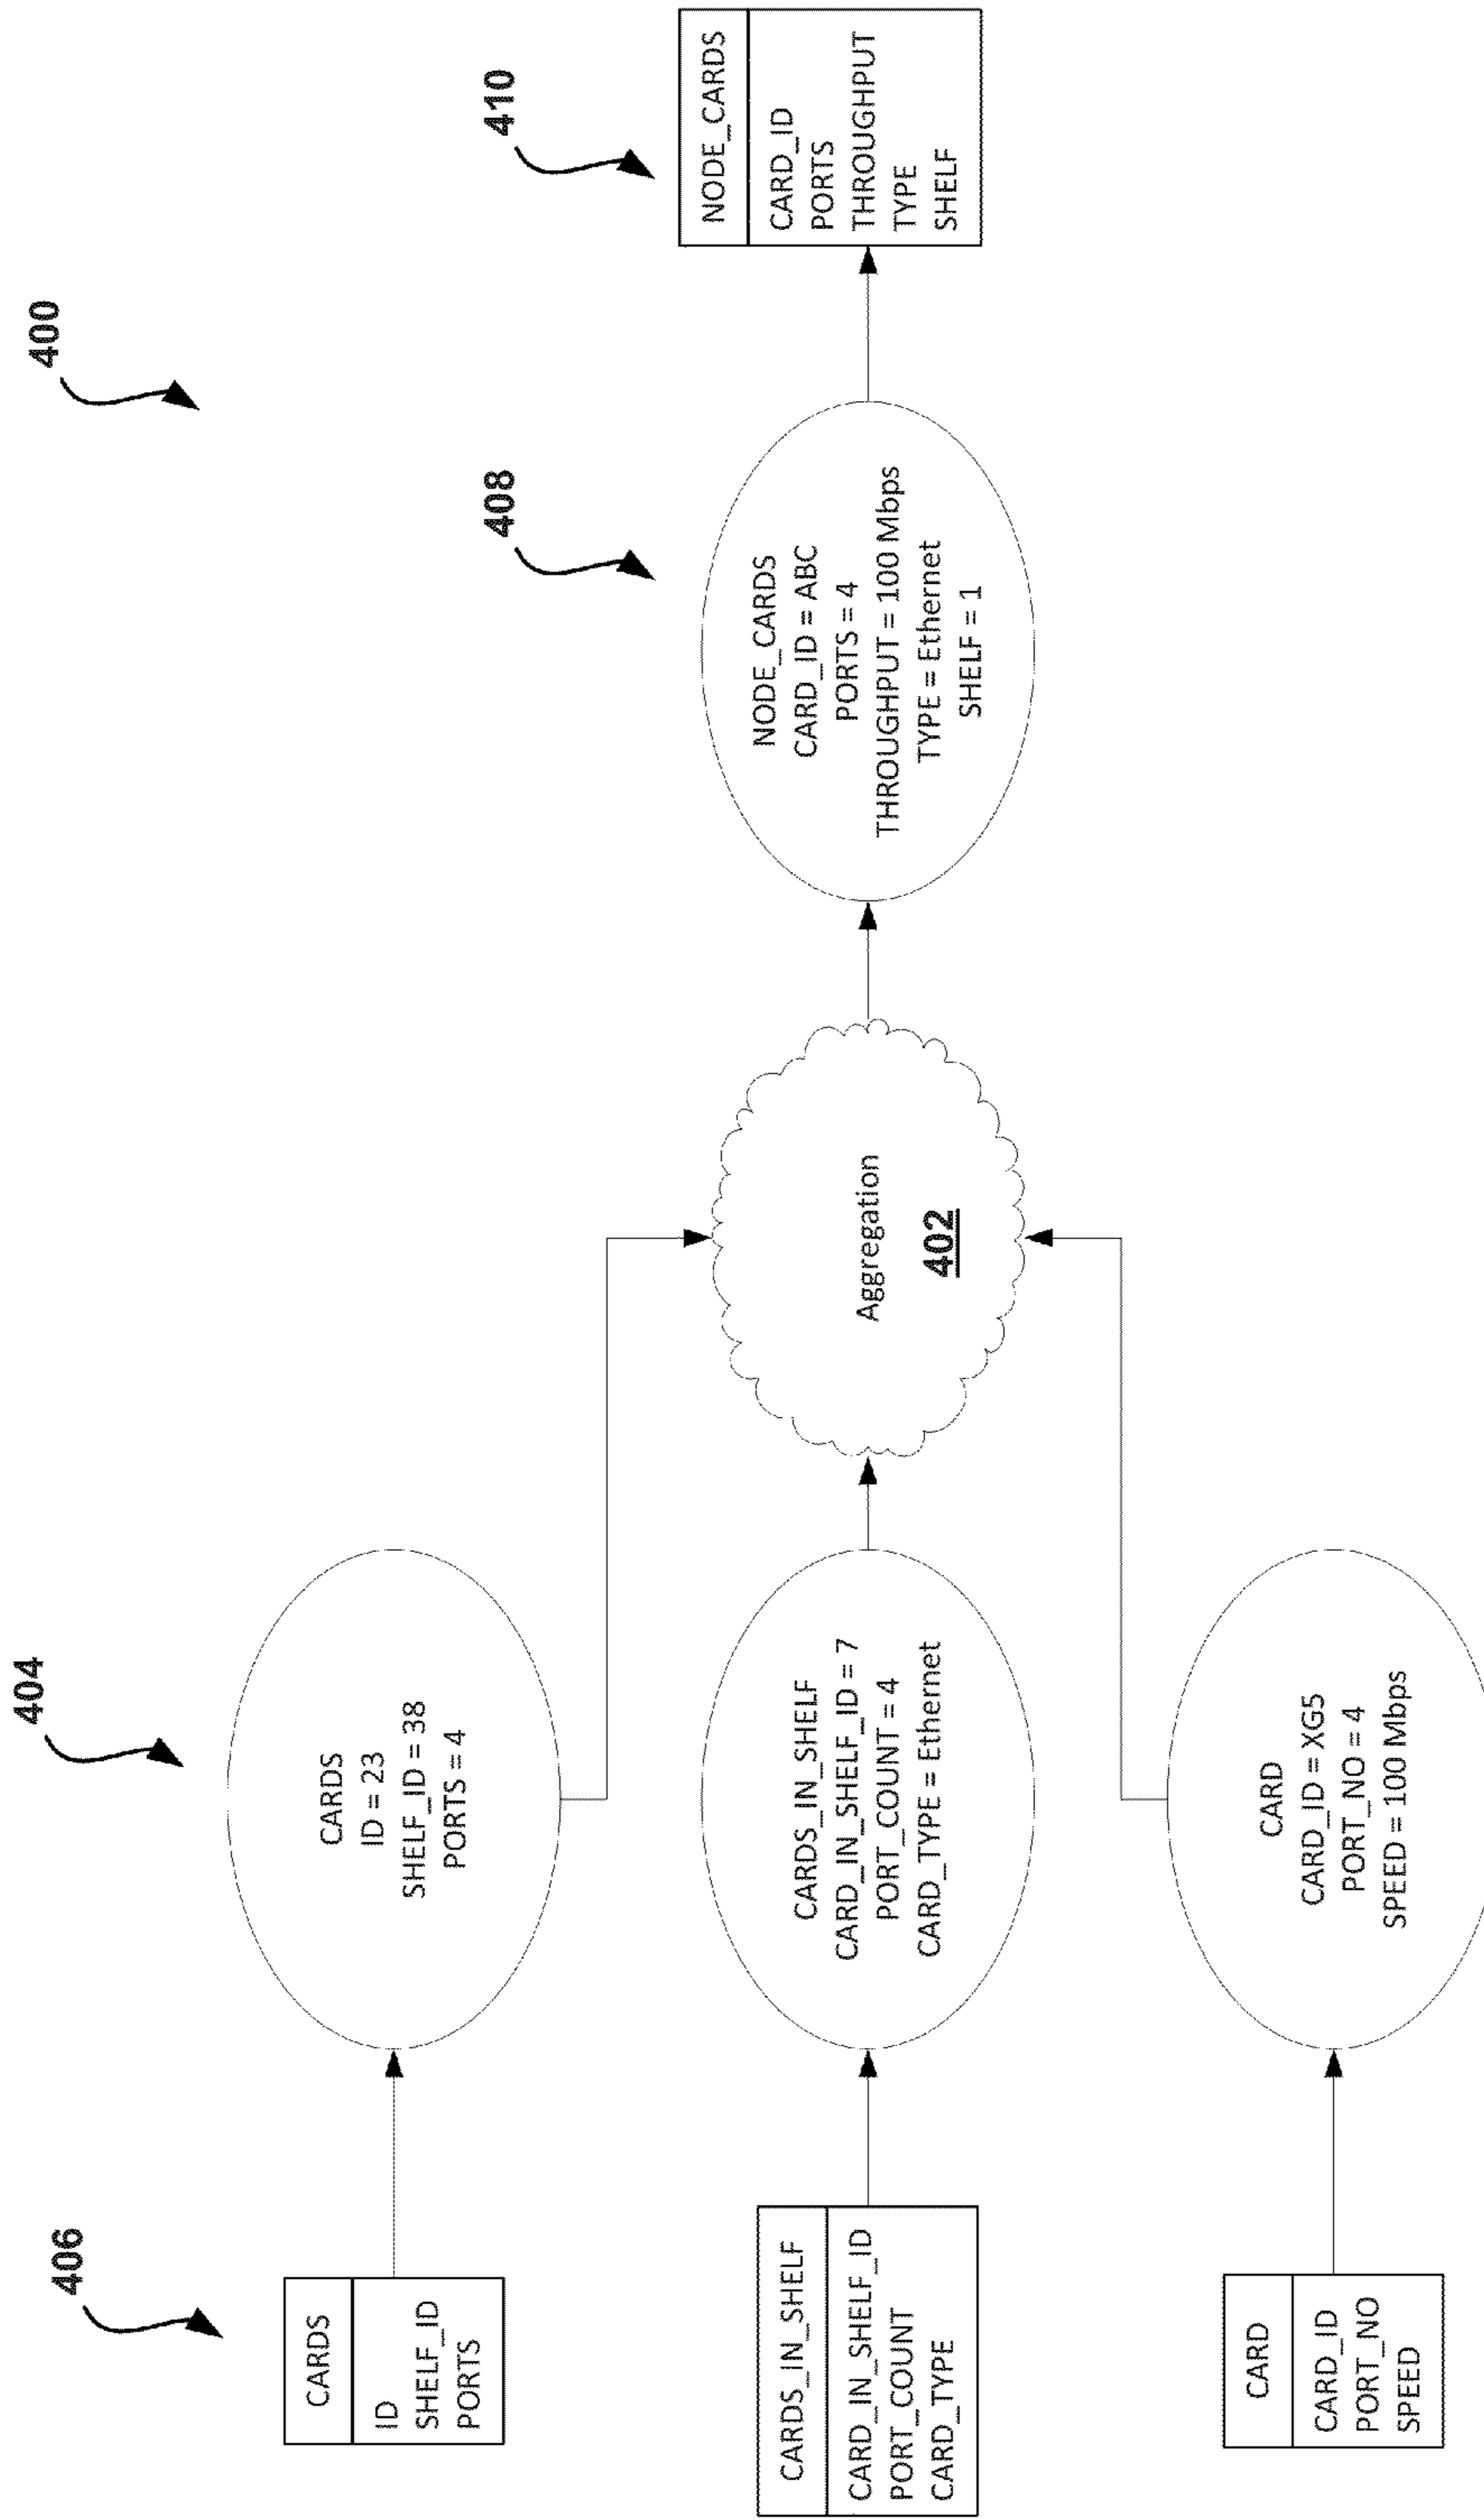 400
406
CARDS
ID
SHELF_ID
PORTS
CARDS_IN_SHELF
CARD_IN_SHELF_ID
PORT_COUNT
CARD_TYPE
CARD
CARD_ID
PORT_NO
SPEED
404
CARDS
ID = 23
SHELF_ID = 38
PORTS = 4
CARDS_IN_SHELF
CARD_IN_SHELF_ID = 7
PORT_COUNT = 4
CARD_TYPE = Ethernet
CARD
CARD_ID = XG5
PORT_NO = 4
SPEED = 100 Mbps
Aggregation
402
408
NODE_CARDS
CARD_ID = ABC
PORTS = 4
THROUGHPUT = 100 Mbps
TYPE = Ethernet
SHELF = 1
410
NODE_CARDS
CARD_ID
PORTS
THROUGHPUT
TYPE
SHELF